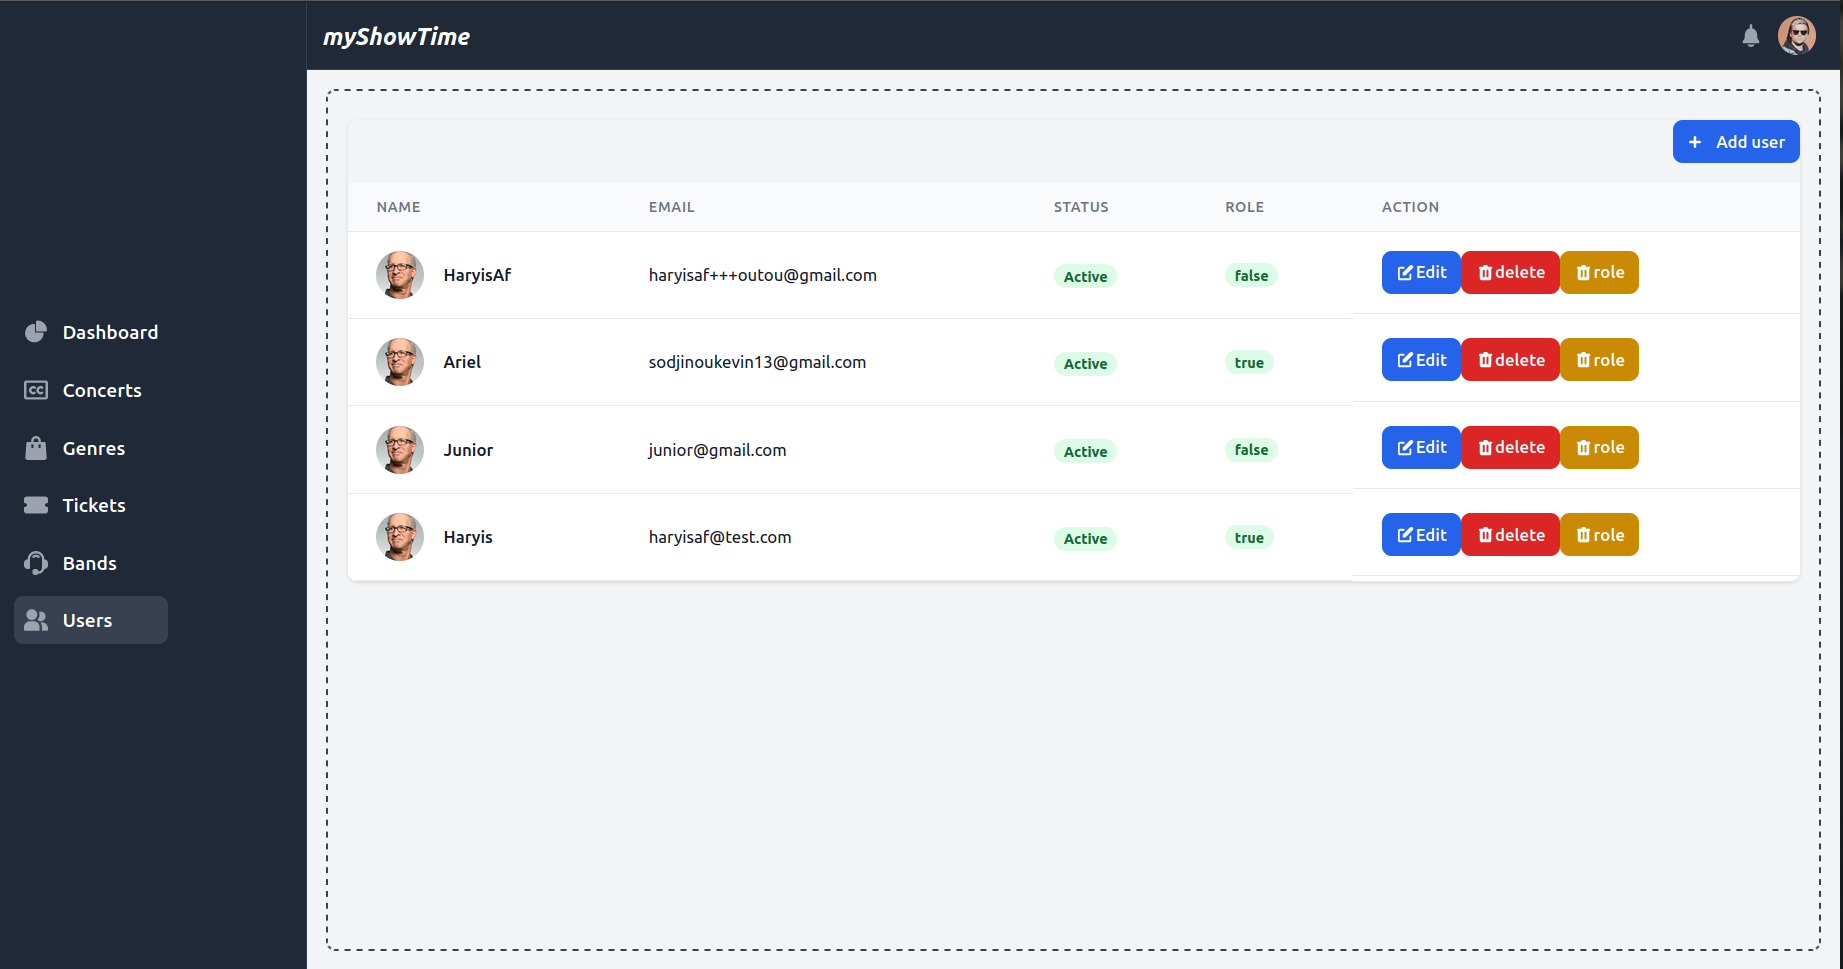 myShowTime
Add user
NAME EMAIL STATUS ROLE ACTION
HaryisAf haryisaf+++outou@gmail.com Active false Edit delete role
Ariel sodjinoukevin13@gmail.com Active true Edit delete role
Junior junior@gmail.com Active false Edit delete role
Haryis haryisaf@test.com Active true Edit delete role
Dashboard
CC Concerts
Genres
Tickets
Bands
Users